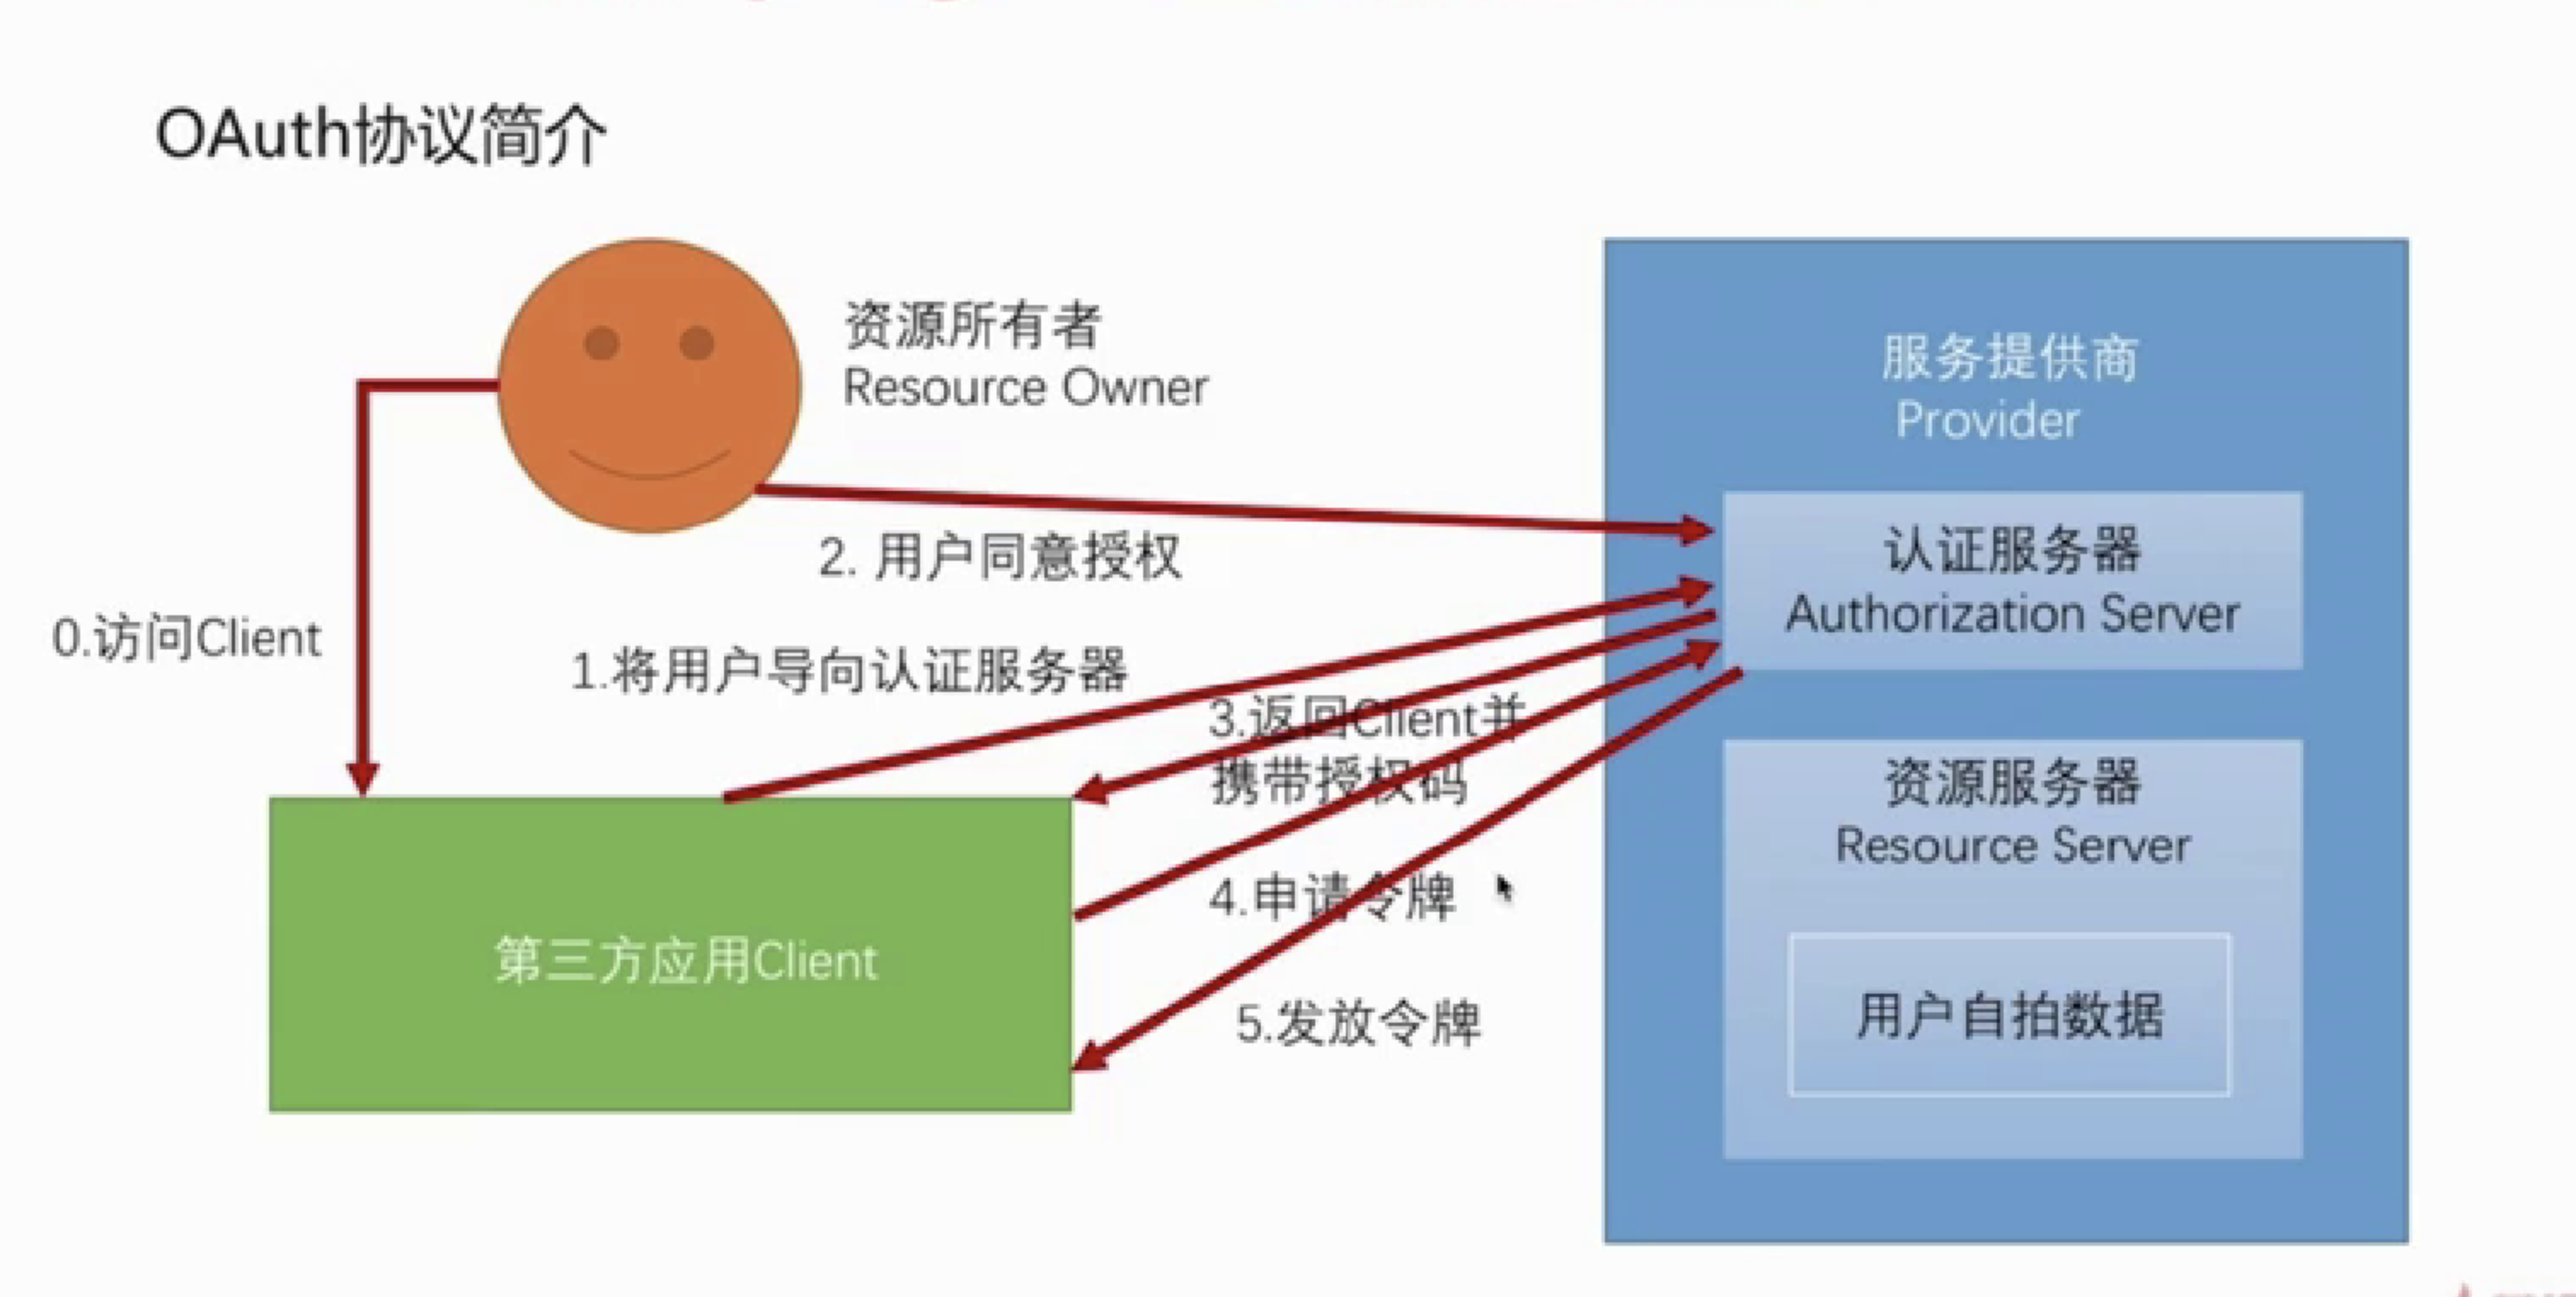 OAuth协议简介
资源所有者
Resource Owner
服务提供商
Provider
2. 用户同意授权
认证服务器
Authorization Server
0.访问Client
1.将用户导向认证服务器
3.返回Client并
携带授权码
资源服务器
Resource Server
4.申请令牌
第三方应用Client
5.发放令牌
用户自拍数据